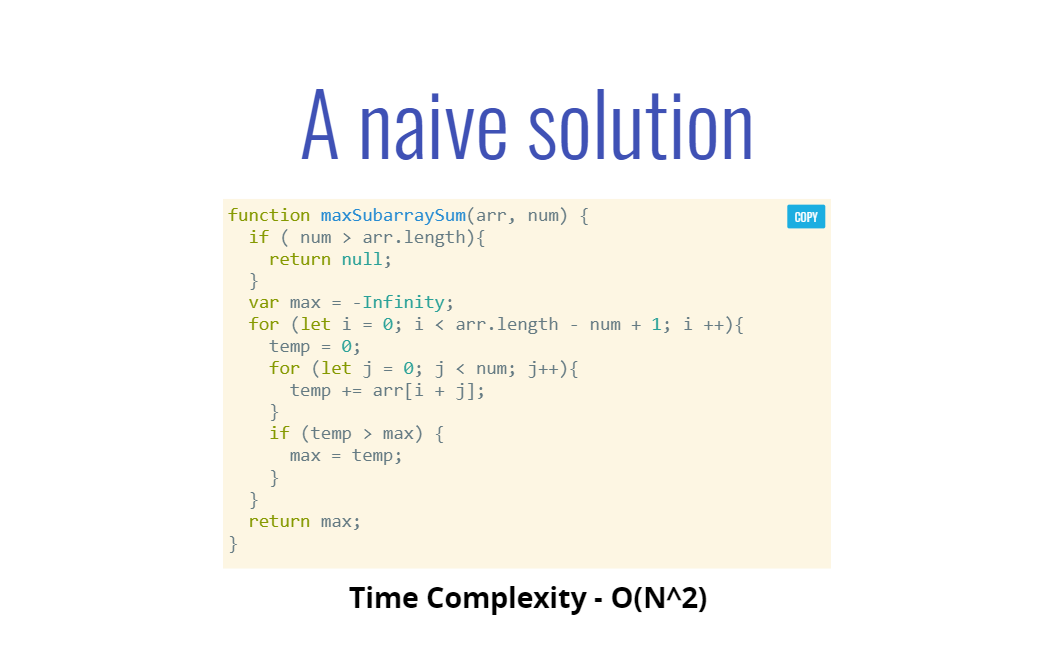 A naive solution
function maxSubarraySum(arr, num) {
COPY
  if ( num > arr.length){
    return null;
  }
  var max = -Infinity;
  for (let i = 0; i < arr.length - num + 1; i ++){
    temp = 0;
    for (let j = 0; j < num; j++){
      temp += arr[i + j];
    }
    if (temp > max) {
      max = temp;
    }
  }
  return max;
}
Time Complexity - O(N^2)